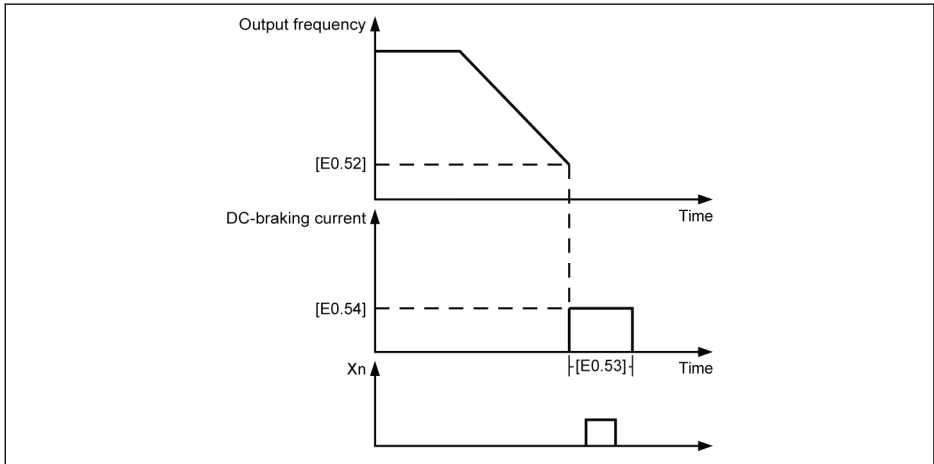 Output frequency
[E0.52]
Time
DC-braking current
[E0.54]
[E0.53]
Time
Xn